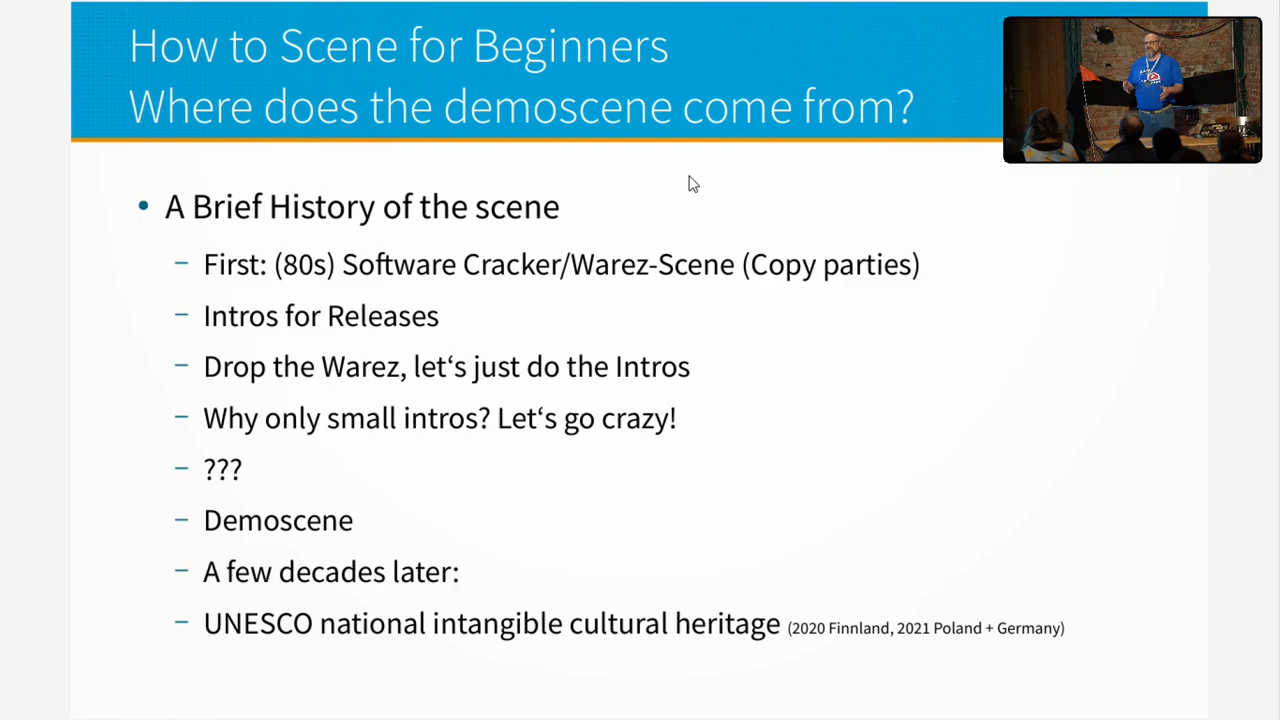 How to Scene for Beginners
Where does the demoscene come from?
• A Brief History of the scene
– First: (80s) Software Cracker/Warez-Scene (Copy parties)
– Intros for Releases
– Drop the Warez, let‘s just do the Intros
– Why only small intros? Let‘s go crazy!
– ???
– Demoscene
– A few decades later:
– UNESCO national intangible cultural heritage (2020 Finnland, 2021 Poland + Germany)